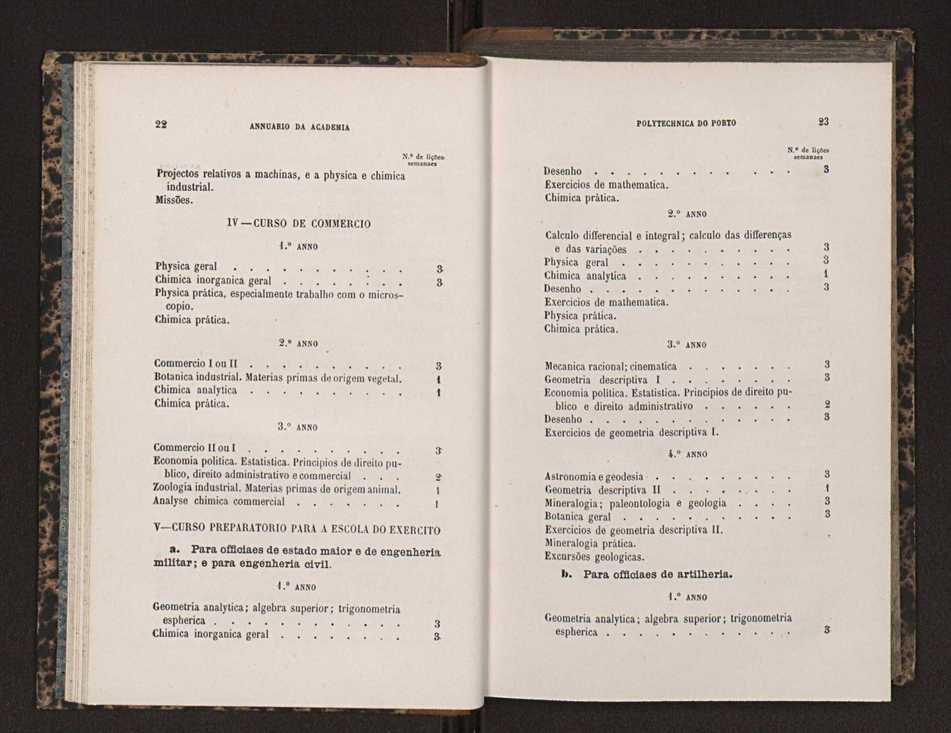 22 ANNUARIO DA ACADEMIA
N.º de lições
semanaes
Projectos relativos a machinas, e a physica e chimica
industrial.
Missões.
IV—CURSO DE COMMERCIO
1.º ANNO
Physica geral . . . . . . . . . . . 3
Chimica inorganica geral . . . . . . . . 3
Physica prática, especialmente trabalho com o micros-
copio.
Chimica prática.
2.º ANNO
Commercio I ou II . . . . . . . . . . 3
Botanica industrial. Materias primas de origem vegetal. 1
Chimica analytica . . . . . . . . . . 1
Chimica prática.
3.º ANNO
Commercio II ou I . . . . . . . . . . 3
Economia politica. Estatistica. Principios de direito pu-
blico, direito administrativo e commercial . . . 2
Zoologia industrial. Materias primas de origem animal. 1
Analyse chimica commercial . . . . . . . 1
V—CURSO PREPARATORIO PARA A ESCOLA DO EXERCITO
a. Para officiaes de estado maior e de engenheria
militar; e para engenheria civil.
1.º ANNO
Geometria analytica; algebra superior; trigonometria
espherica . . . . . . . . . . . . 3
Chimica inorganica geral . . . . . . . . 3
POLYTECHNICA DO PORTO 23
N.º de lições
semanaes
Desenho . . . . . . . . . . . . . 3
Exercicios de mathematica.
Chimica prática.
2.º ANNO
Calculo differencial e integral; calculo das differenças
e das variações . . . . . . . . . . 3
Physica geral . . . . . . . . . . . 3
Chimica analytica . . . . . . . . . . 1
Desenho . . . . . . . . . . . . . 3
Exercicios de mathematica.
Physica prática.
Chimica prática.
3.º ANNO
Mecanica racional; cinematica . . . . . . . 3
Geometria descriptiva I . . . . . . . . 3
Economia politica. Estatistica. Principios de direito pu-
blico e direito administrativo . . . . . . 2
Desenho . . . . . . . . . . . . . 3
Exercicios de geometria descriptiva I.
4.º ANNO
Astronomia e geodesia . . . . . . . . . 3
Geometria descriptiva II . . . . . . . . 1
Mineralogia; paleontologia e geologia . . . . 3
Botanica geral . . . . . . . . . . . 3
Exercicios de geometria descriptiva II.
Mineralogia prática.
Excursões geologicas.
b. Para officiaes de artilheria.
1.º ANNO
Geometria analytica; algebra superior; trigonometria
espherica . . . . . . . . . . . . 3